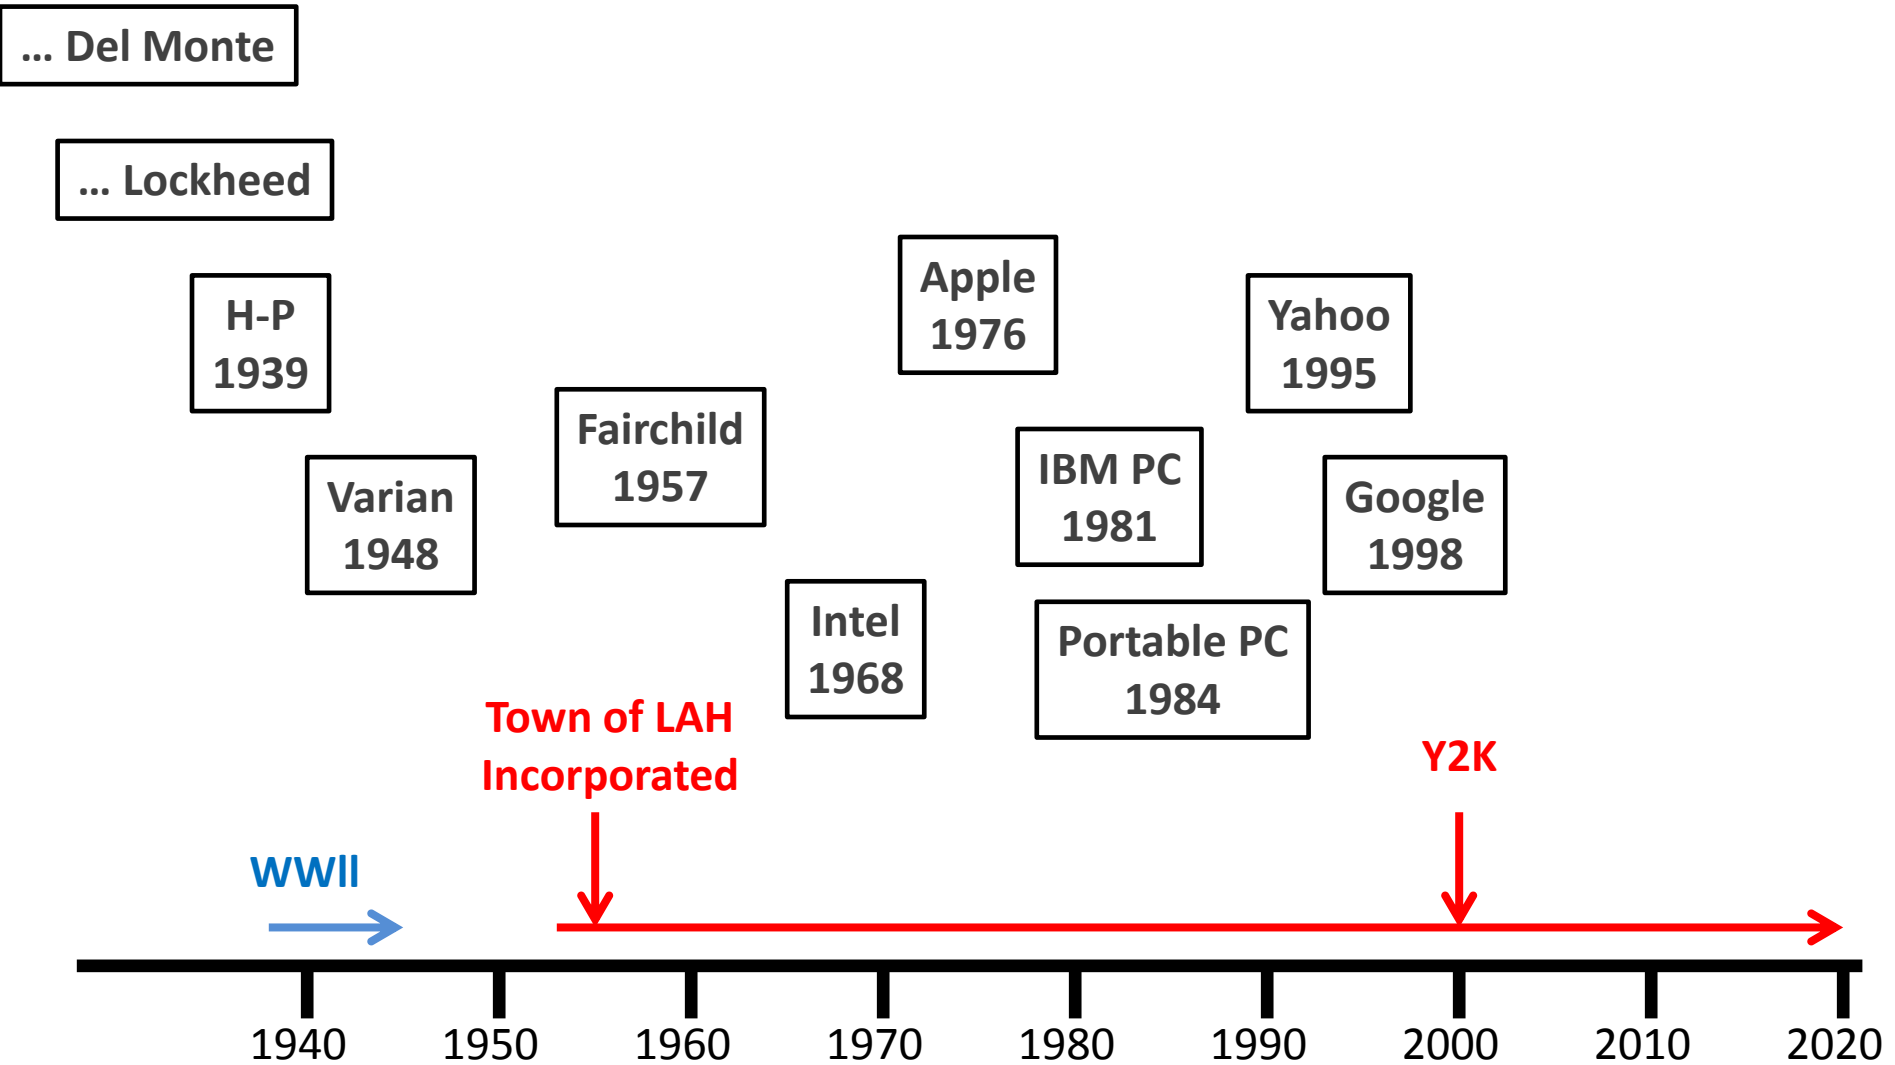 ... Del Monte
... Lockheed
H-P
1939
Varian
1948
Fairchild
1957
Intel
1968
Apple
1976
IBM PC
1981
Portable PC
1984
Yahoo
1995
Google
1998
Town of LAH
Incorporated
Y2K
WWll
1940 1950 1960 1970 1980 1990 2000 2010 2020